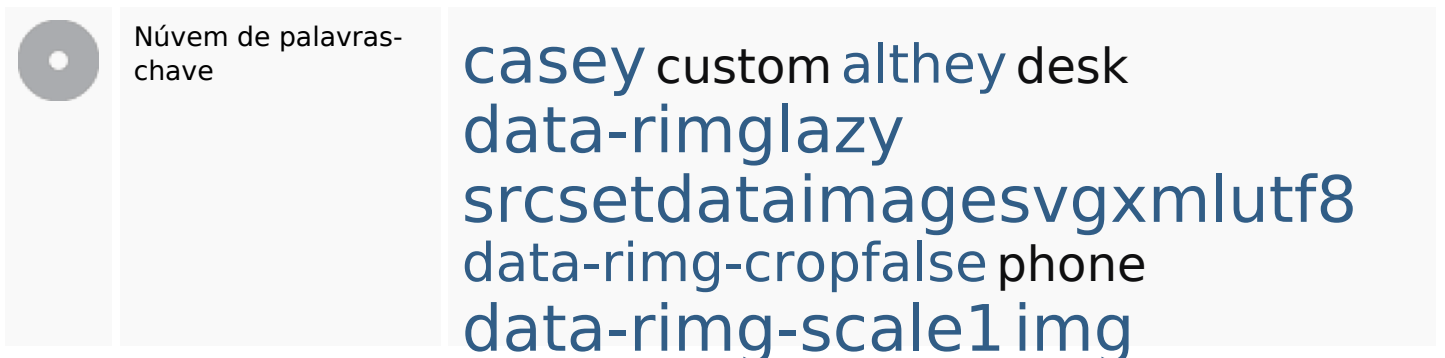 Núvem de palavras-
chave
casey custom althey desk
data-rimglazy
srcsetdataimagesvgxmlutf8
data-rimg-cropfalse phone
data-rimg-scale1 img